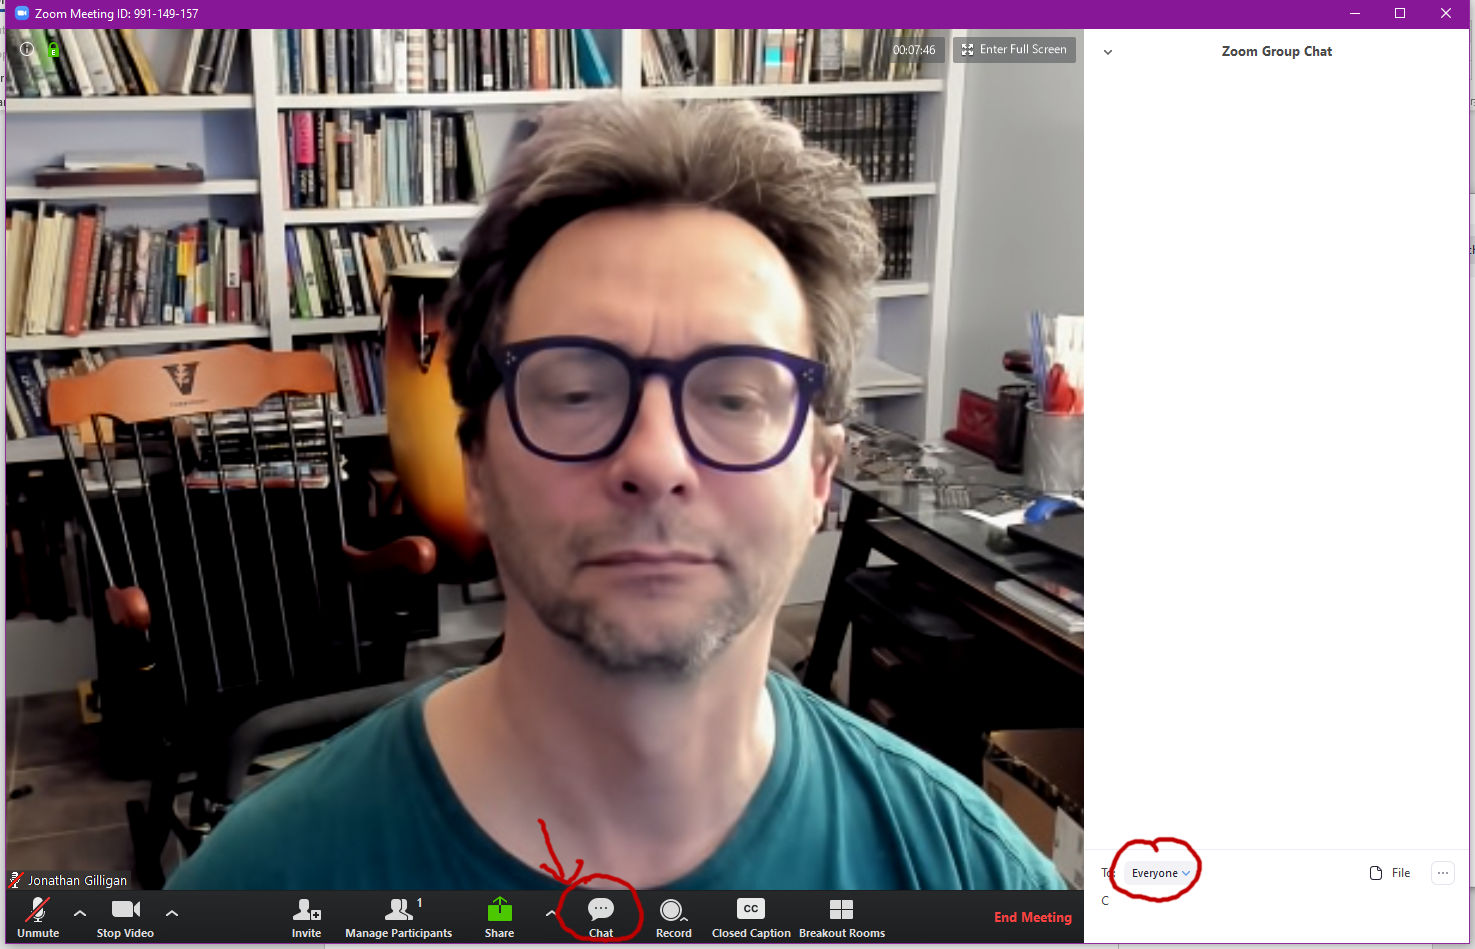 Zoom Meeting ID: 991-149-157
00:07:46
Enter Full Screen
Zoom Group Chat
Jonathan Gilligan
To:
Everyone
File
C
Unmute
Stop Video
Invite
Manage Participants
1
Share
Chat
Record
CC
Closed Caption
Breakout Rooms
End Meeting